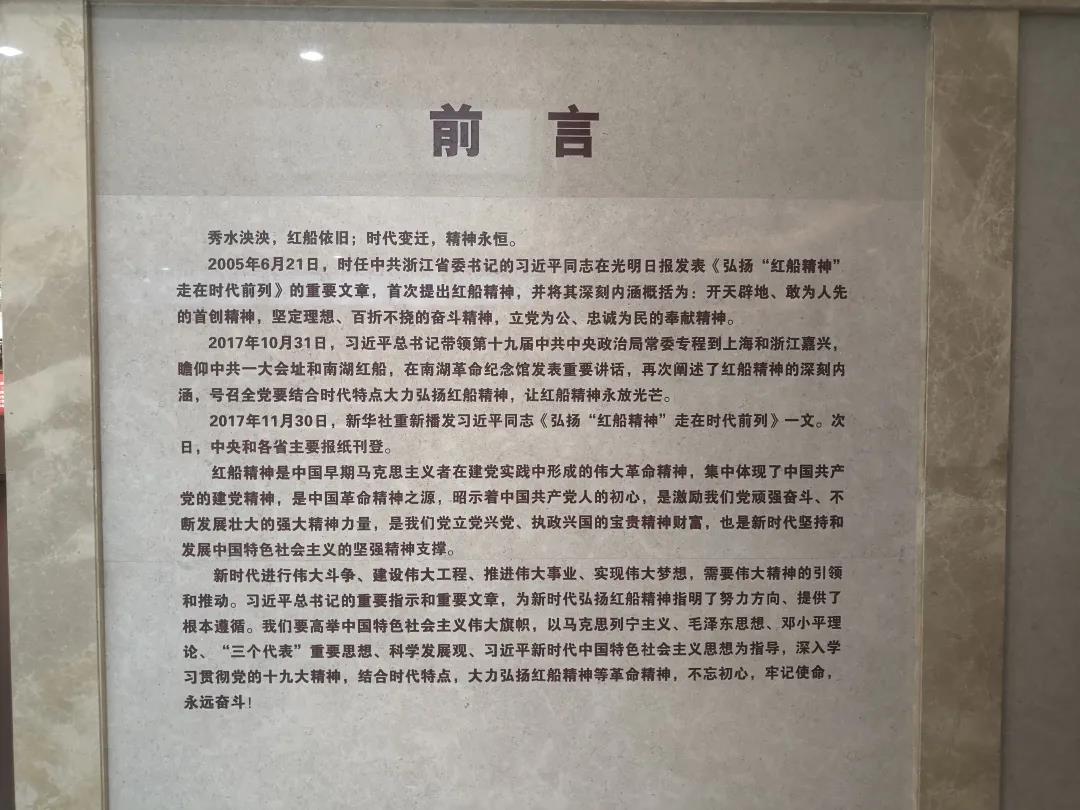 前 言
秀水泱泱，红船依旧；时代变迁，精神永恒。
2005年6月21日，时任中共浙江省委书记的习近平同志在光明日报发表《弘扬“红船精神”
走在时代前列》的重要文章，首次提出红船精神，并将其深刻内涵概括为：开天辟地、敢为人先
的首创精神，坚定理想、百折不挠的奋斗精神，立党为公、忠诚为民的奉献精神。
2017年10月31日，习近平总书记带领第十九届中共中央政治局常委专程到上海和浙江嘉兴，
瞻仰中共一大会址和南湖红船，在南湖革命纪念馆发表重要讲话，再次阐述了红船精神的深刻内
涵，号召全党要结合时代特点大力弘扬红船精神，让红船精神永放光芒。
2017年11月30日，新华社重新播发习近平同志《弘扬“红船精神”走在时代前列》一文。次
日，中央和各省主要报纸刊登。
红船精神是中国早期马克思主义者在建党实践中形成的伟大革命精神，集中体现了中国共产
党的建党精神，是中国革命精神之源，昭示着中国共产党人的初心，是激励我们党顽强奋斗、不
断发展壮大的强大精神力量，是我们党立党兴党、执政兴国的宝贵精神财富，也是新时代坚持和
发展中国特色社会主义的坚强精神支撑。
新时代进行伟大斗争、建设伟大工程、推进伟大事业、实现伟大梦想，需要伟大精神的引领
和推动。习近平总书记的重要指示和重要文章，为新时代弘扬红船精神指明了努力方向、提供了
根本遵循。我们要高举中国特色社会主义伟大旗帜，以马克思列宁主义、毛泽东思想、邓小平理
论、“三个代表”重要思想、科学发展观、习近平新时代中国特色社会主义思想为指导，深入学
习贯彻党的十九大精神，结合时代特点，大力弘扬红船精神等革命精神，不忘初心，牢记使命，
永远奋斗！